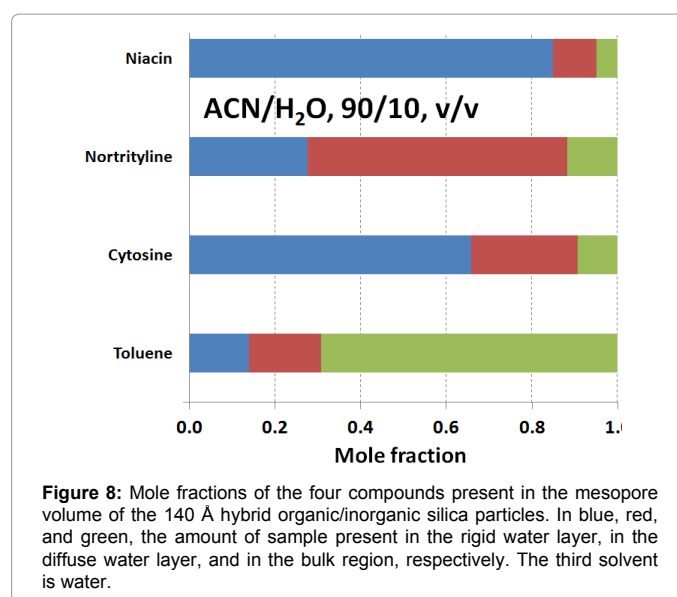 Niacin
ACN/H₂O, 90/10, v/v
Nortrityline
Cytosine
Toluene
0.0 0.2 0.4 0.6 0.8 1.
Mole fraction
Figure 8: Mole fractions of the four compounds present in the mesopore
volume of the 140 Å hybrid organic/inorganic silica particles. In blue, red,
and green, the amount of sample present in the rigid water layer, in the
diffuse water layer, and in the bulk region, respectively. The third solvent
is water.